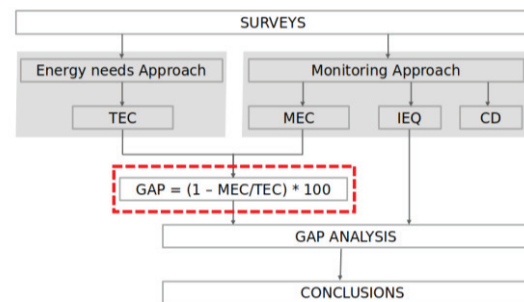 SURVEYS
Energy needs Approach
Monitoring Approach
TEC
MEC
IEQ
CD
GAP = (1 – MEC/TEC) * 100
GAP ANALYSIS
CONCLUSIONS